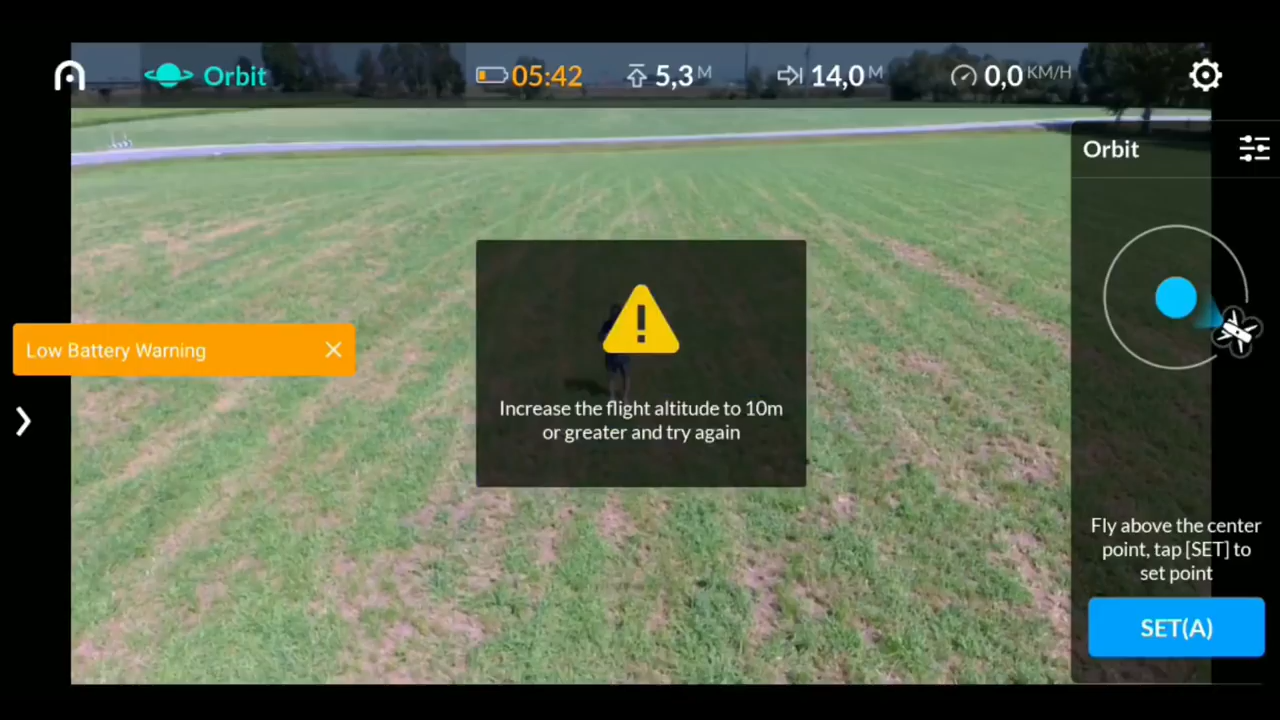 Orbit
05:42
5,3 M
14,0 M
0,0 KM/H
Orbit
Low Battery Warning
Increase the flight altitude to 10m
or greater and try again
Fly above the center
point, tap [SET] to
set point
SET(A)